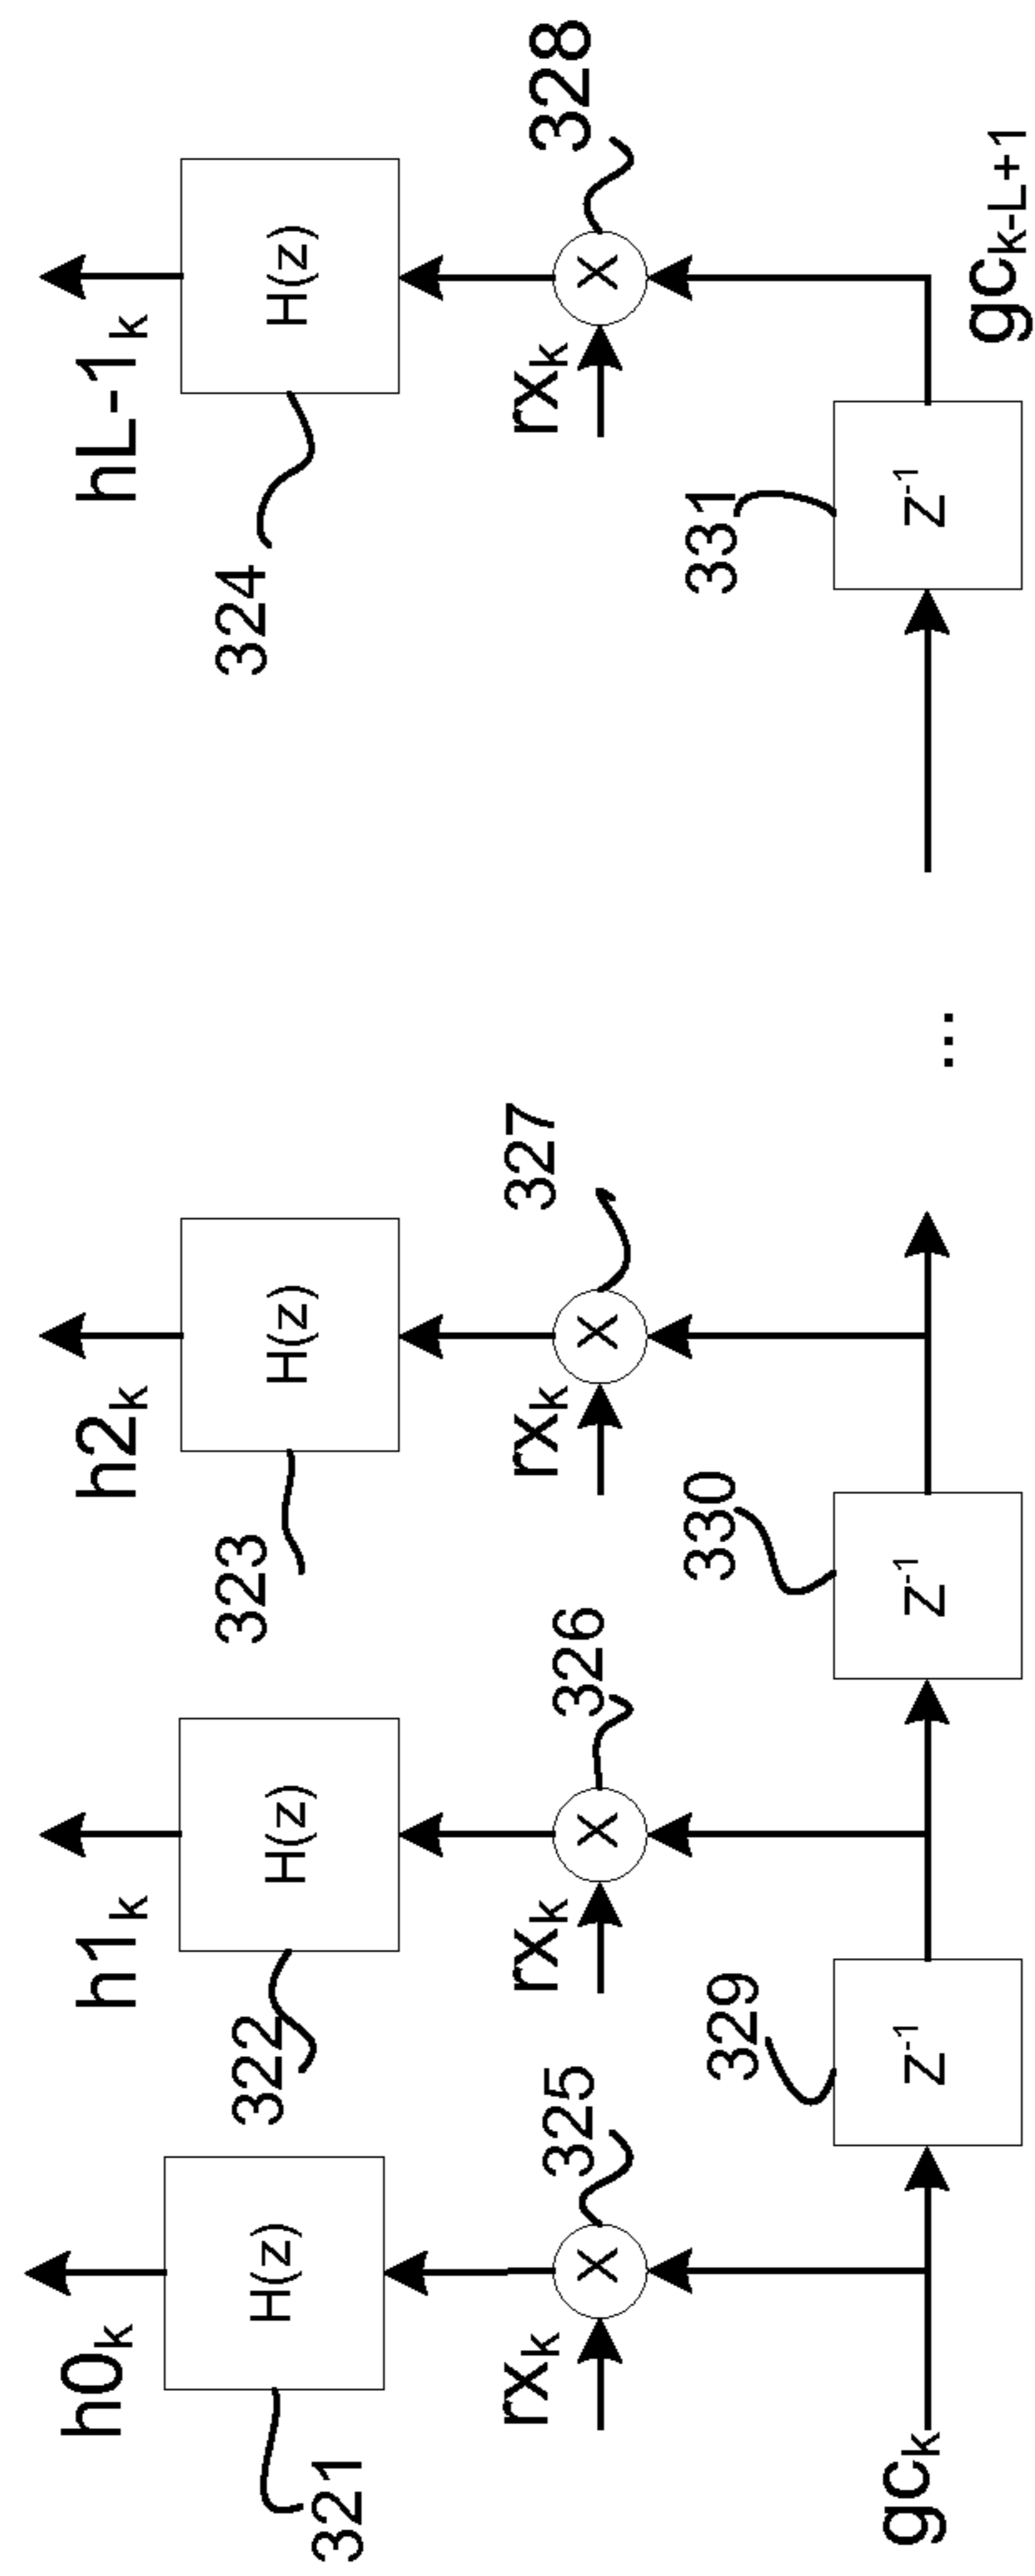 h0k h1k h2k hL-1k
H(z) H(z) H(z) H(z)
321 322 323 324
rxk rxk rxk rxk
X X X X
325 326 327 328
329 330 331
Z-1 Z-1 ... Z-1
gck gck-L+1